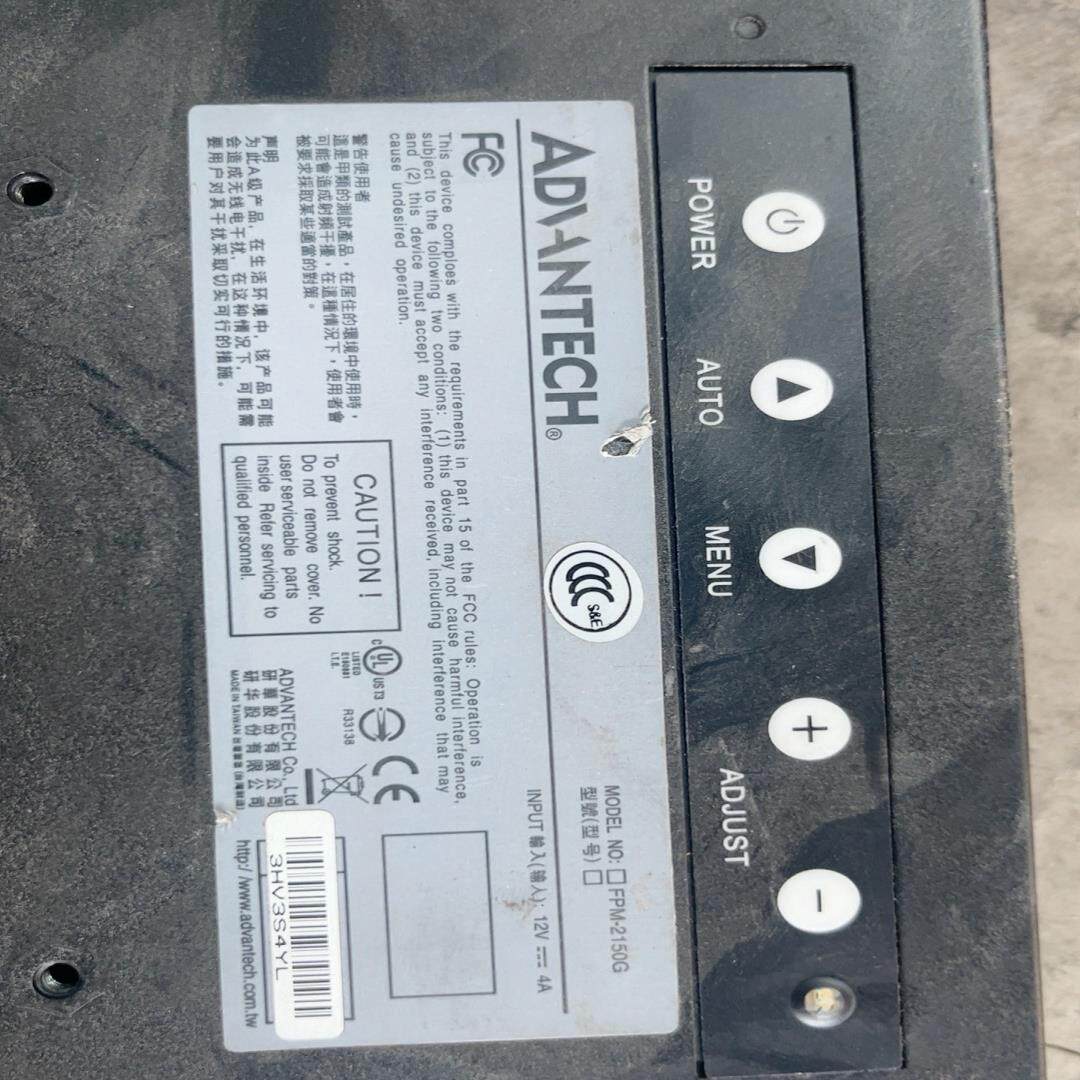 POWER
AUTO
MENU
ADJUST
ADVANTECH®
CCC S&E
MODEL NO: □ FPM-2150G
型號(型号) □
INPUT 輸入(输入): 12V ⎓ 4A
FC
This device comploes with the requirements in part 15 of the FCC rules: Operation is
subject to the following two conditions: (1) this device may not cause harmful interference,
and (2) this device must accept any interference received, including interference that may
cause undesired operation.
警告使用者
這是甲類的測試產品，在居住的環境中使用時，
可能會造成射頻干擾，在這種情況下，使用者會
被要求採取某些適當的對策。
声明
为此A级产品，在生活环境中，该产品可能
会造成无线电干扰，在这种情况下，可能需
要用户对其干扰采取切实可行的措施。
CAUTION !
To prevent shock.
Do not remove cover. No
user serviceable parts
inside Refer servicing to
qualified personnel.
c UL US T3
LISTED
E180881
I.T.E.
R33138
CE
ADVANTECH Co., Ltd
研華股份有限公司
研华股份有限公司
MADE IN TAIWAN
http://www.advantech.com.tw
3HV3S4YL